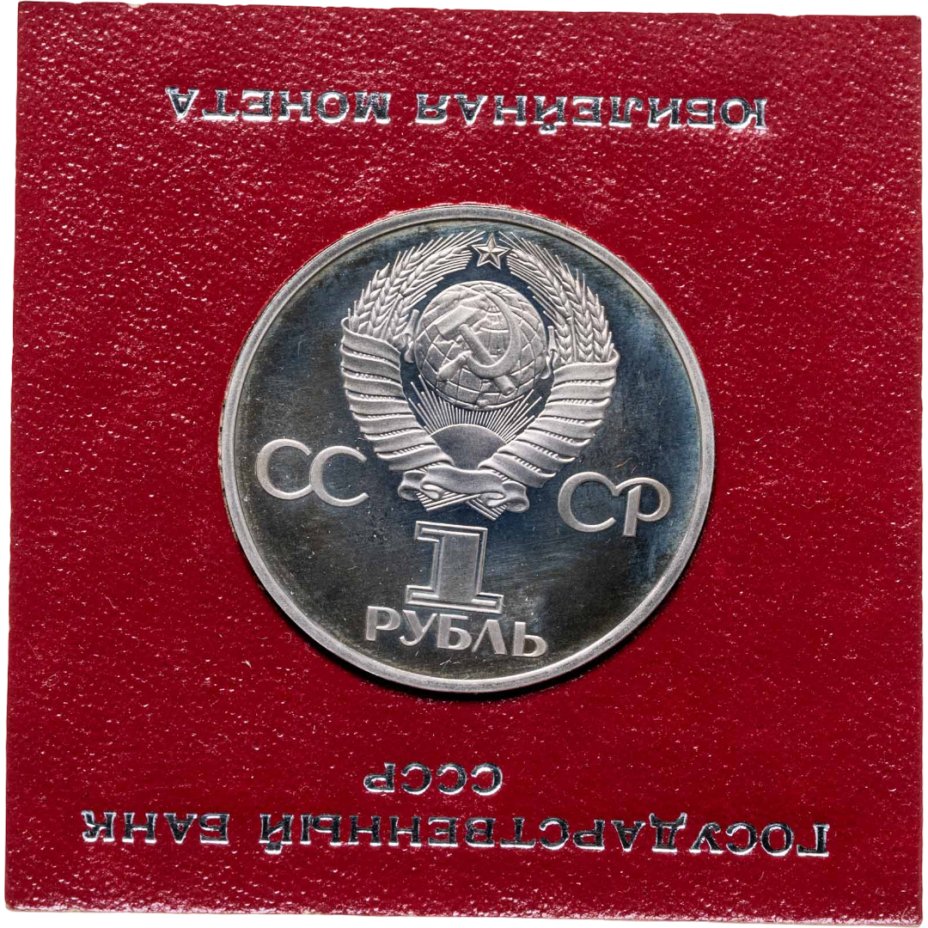 ГОСУДАРСТВЕННЫЙ БАНК
СССР
СС СР
1
РУБЛЬ
ЮБИЛЕЙНАЯ МОНЕТА